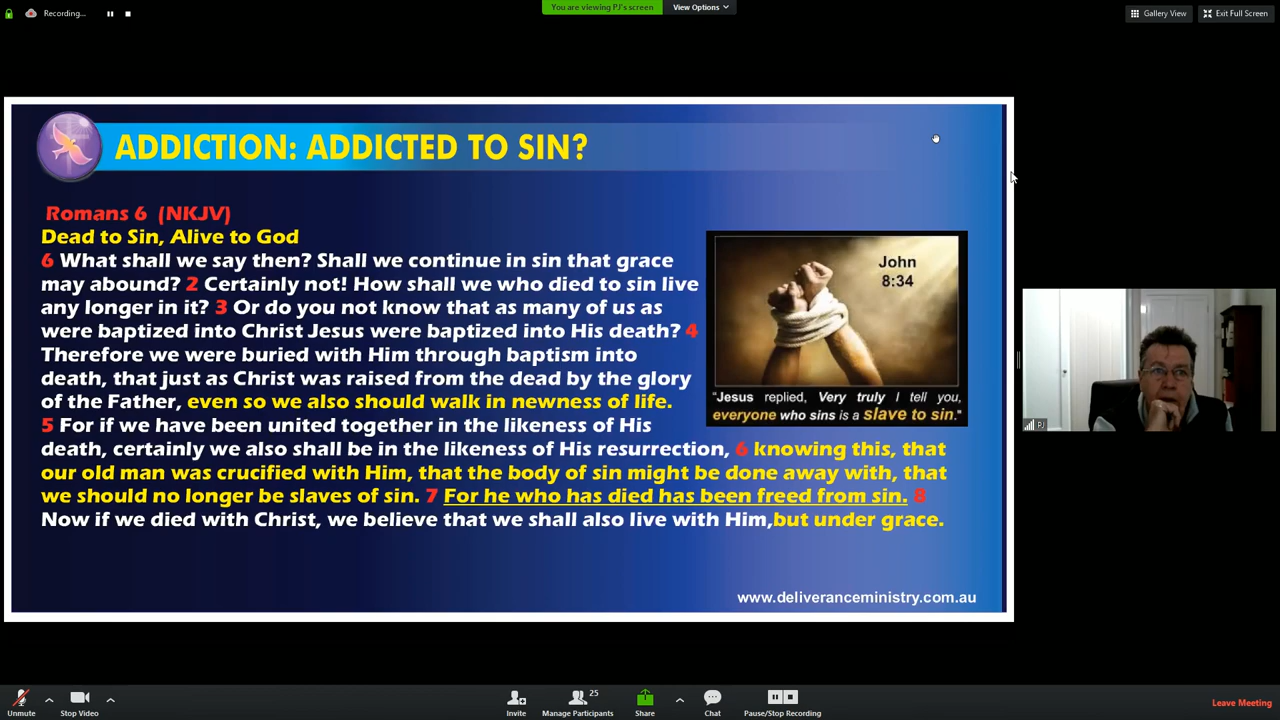 Recording...
You are viewing PJ's screen
View Options
Gallery View
Exit Full Screen
ADDICTION: ADDICTED TO SIN?
Romans 6 (NKJV)
Dead to Sin, Alive to God
6 What shall we say then? Shall we continue in sin that grace
may abound? 2 Certainly not! How shall we who died to sin live
any longer in it? 3 Or do you not know that as many of us as
were baptized into Christ Jesus were baptized into His death? 4
Therefore we were buried with Him through baptism into
death, that just as Christ was raised from the dead by the glory
of the Father, even so we also should walk in newness of life.
5 For if we have been united together in the likeness of His
death, certainly we also shall be in the likeness of His resurrection, 6 knowing this, that
our old man was crucified with Him, that the body of sin might be done away with, that
we should no longer be slaves of sin. 7 For he who has died has been freed from sin. 8
Now if we died with Christ, we believe that we shall also live with Him,but under grace.
John
8:34
"Jesus replied, Very truly I tell you,
everyone who sins is a slave to sin."
www.deliveranceministry.com.au
PJ
Unmute
Stop Video
Invite
25
Manage Participants
Share
Chat
Pause/Stop Recording
Leave Meeting